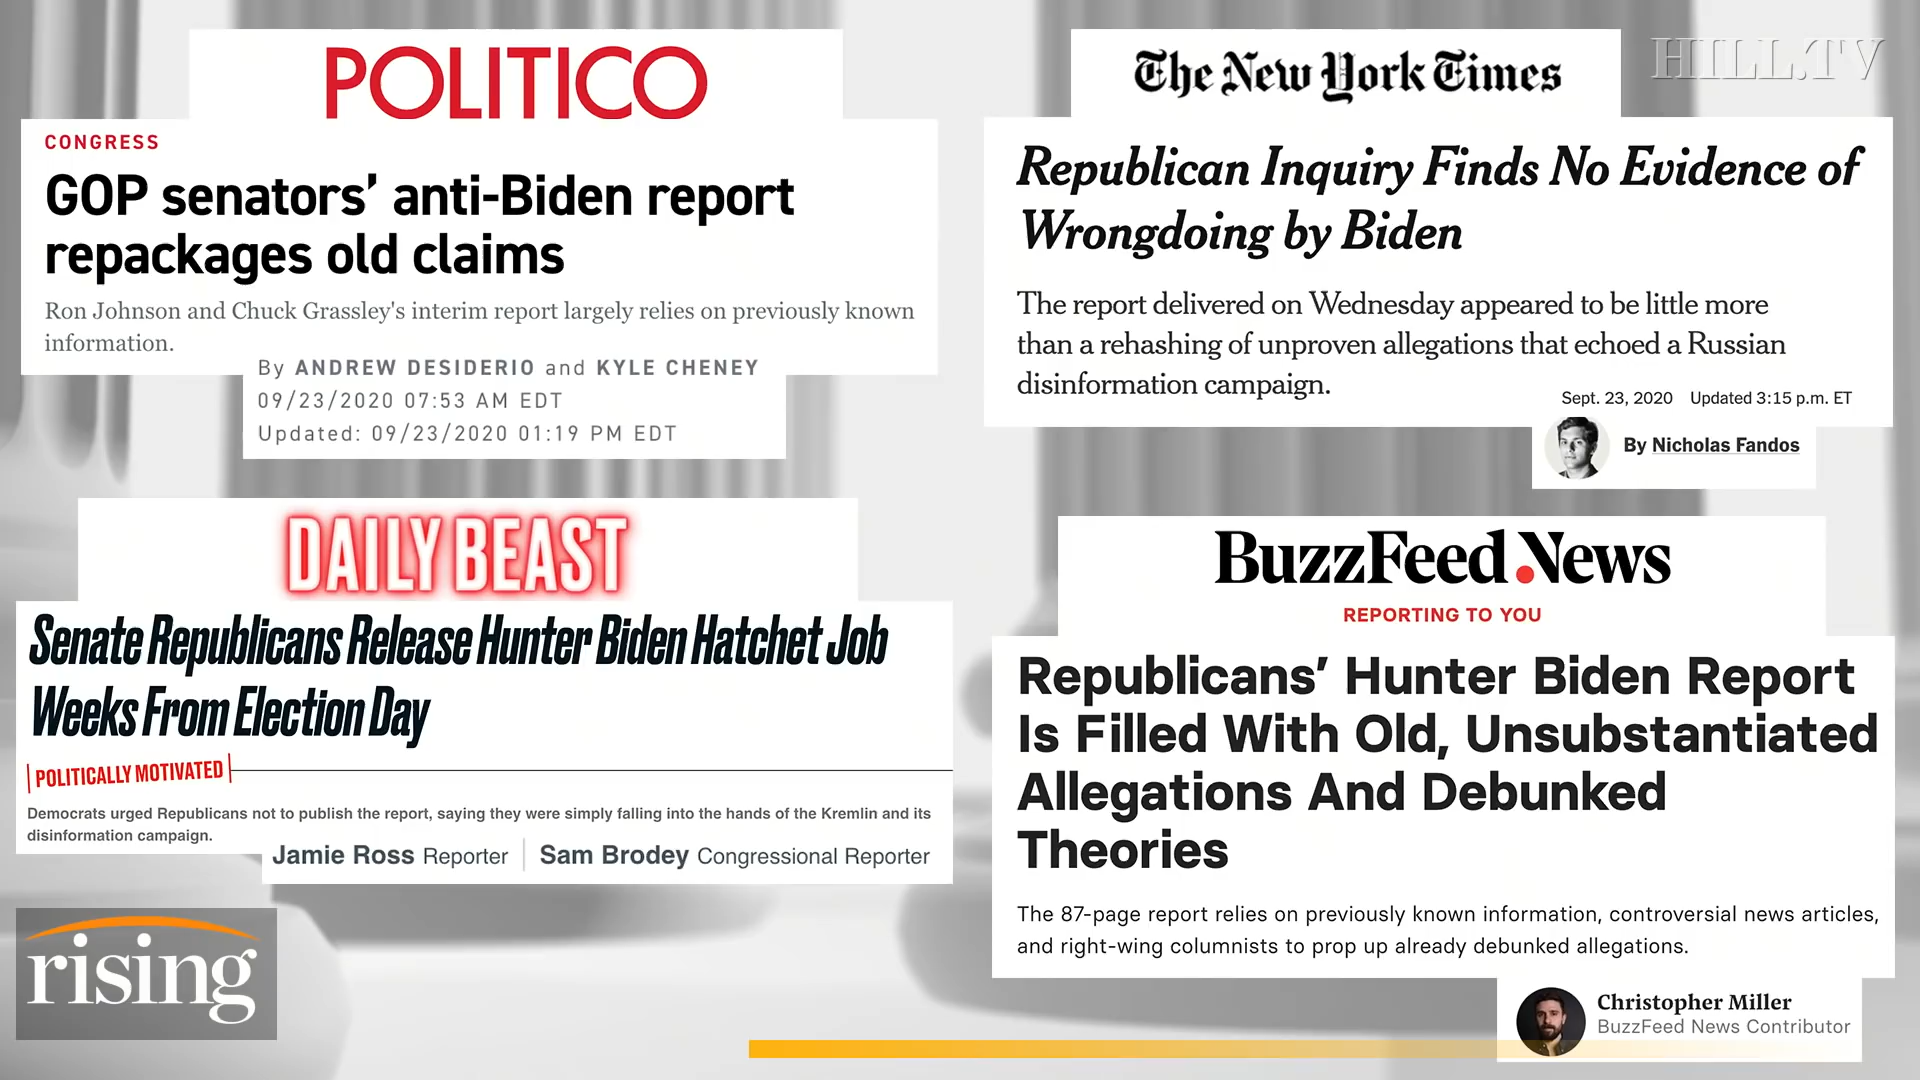 HILL.TV
POLITICO
CONGRESS
GOP senators’ anti-Biden report
repackages old claims
Ron Johnson and Chuck Grassley's interim report largely relies on previously known
information.
By ANDREW DESIDERIO and KYLE CHENEY
09/23/2020 07:53 AM EDT
Updated: 09/23/2020 01:19 PM EDT
The New York Times
Republican Inquiry Finds No Evidence of
Wrongdoing by Biden
The report delivered on Wednesday appeared to be little more
than a rehashing of unproven allegations that echoed a Russian
disinformation campaign.
Sept. 23, 2020 Updated 3:15 p.m. ET
By Nicholas Fandos
DAILY BEAST
Senate Republicans Release Hunter Biden Hatchet Job
Weeks From Election Day
POLITICALLY MOTIVATED
Democrats urged Republicans not to publish the report, saying they were simply falling into the hands of the Kremlin and its
disinformation campaign.
Jamie Ross Reporter | Sam Brodey Congressional Reporter
BuzzFeed News
REPORTING TO YOU
Republicans’ Hunter Biden Report
Is Filled With Old, Unsubstantiated
Allegations And Debunked
Theories
The 87-page report relies on previously known information, controversial news articles,
and right-wing columnists to prop up already debunked allegations.
Christopher Miller
BuzzFeed News Contributor
rising